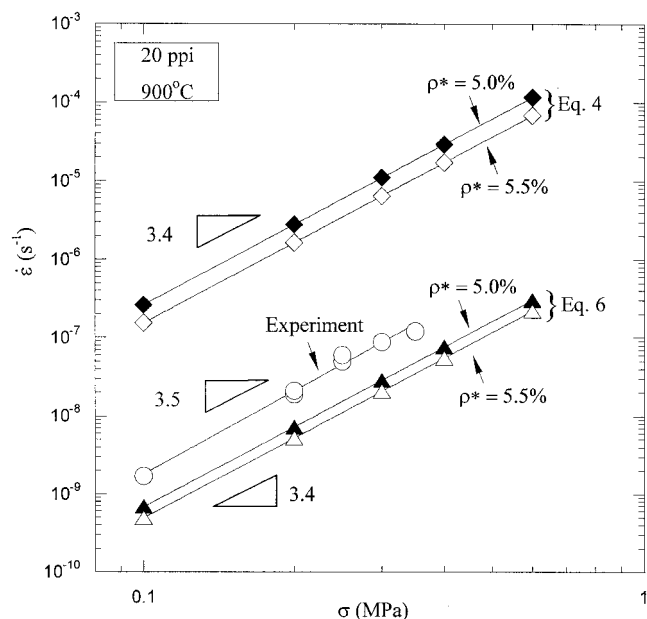 10⁻³
10⁻⁴
10⁻⁵
10⁻⁶
10⁻⁷
10⁻⁸
10⁻⁹
10⁻¹⁰
ε̇ (s⁻¹)
20 ppi
900°C
ρ* = 5.0%
Eq. 4
ρ* = 5.5%
3.4
ρ* = 5.0%
Eq. 6
Experiment
ρ* = 5.5%
3.5
3.4
0.1
1
σ (MPa)